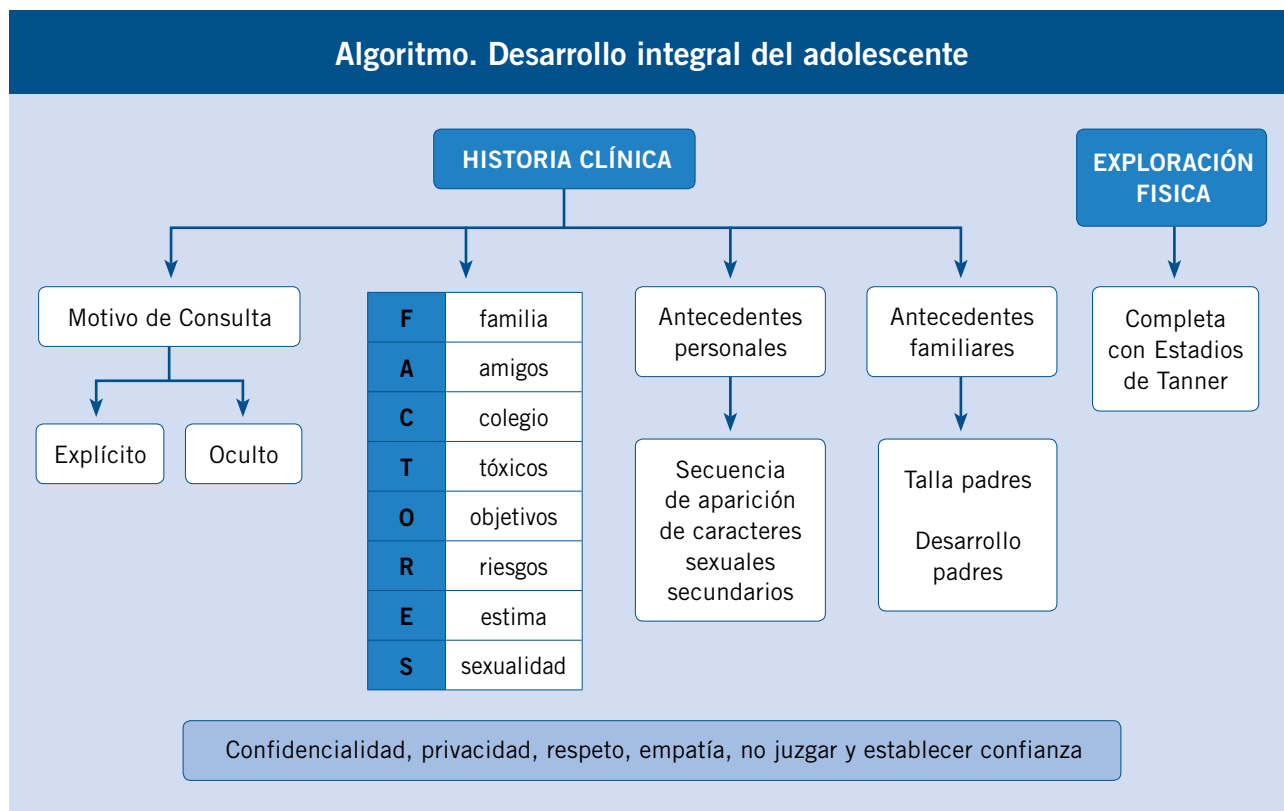 Algoritmo. Desarrollo integral del adolescente
HISTORIA CLÍNICA
EXPLORACIÓN
FISICA
Motivo de Consulta
Explícito
Oculto
F familia
A amigos
C colegio
T tóxicos
O objetivos
R riesgos
E estima
S sexualidad
Antecedentes
personales
Secuencia
de aparición
de caracteres
sexuales
secundarios
Antecedentes
familiares
Talla padres
Desarrollo
padres
Completa
con Estadios
de Tanner
Confidencialidad, privacidad, respeto, empatía, no juzgar y establecer confianza